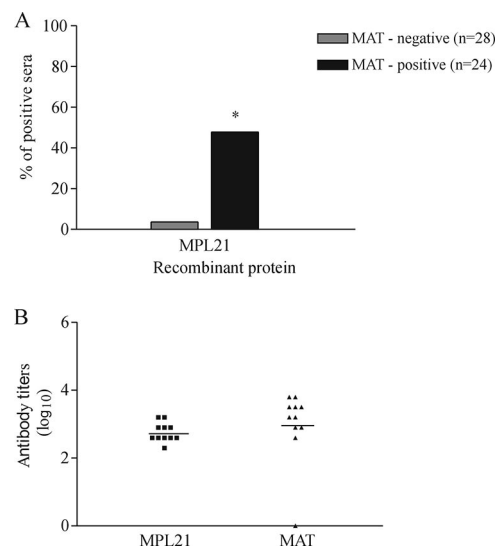 A
MAT - negative (n=28)
MAT - positive (n=24)
% of positive sera
100
80
60
40
20
0
*
MPL21
Recombinant protein
B
Antibody titers
(log10)
6
4
2
0
MPL21
MAT